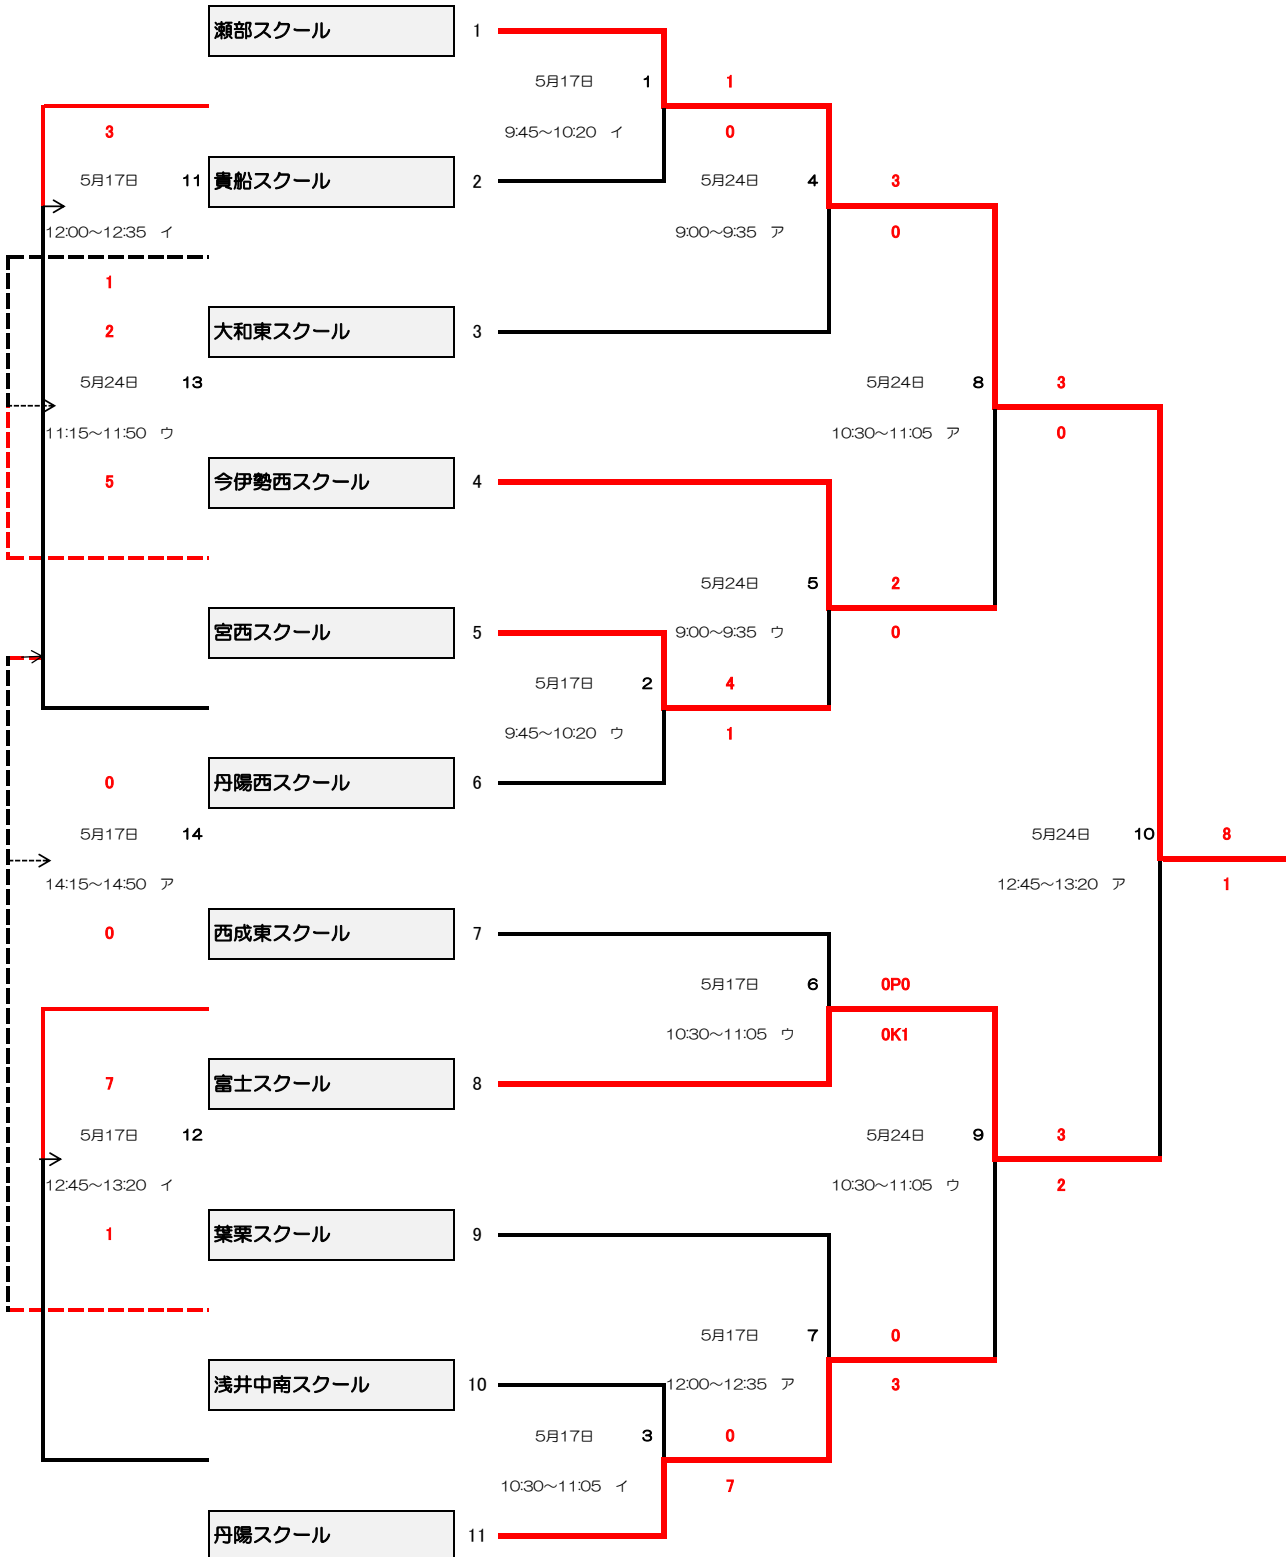 瀬部スクール 1
5月17日 1 1
3 9:45～10:20 イ 0
5月17日 11 貴船スクール 2 5月24日 4 3
12:00～12:35 イ 9:00～9:35 ア 0
1
2 大和東スクール 3
5月24日 13 5月24日 8 3
11:15～11:50 ウ 10:30～11:05 ア 0
5 今伊勢西スクール 4
5月24日 5 2
宮西スクール 5 9:00～9:35 ウ 0
5月17日 2 4
9:45～10:20 ウ 1
0 丹陽西スクール 6
5月17日 14 5月24日 10 8
14:15～14:50 ア 12:45～13:20 ア 1
0 西成東スクール 7
5月17日 6 0P0
10:30～11:05 ウ 0K1
7 富士スクール 8
5月17日 12 5月24日 9 3
12:45～13:20 イ 10:30～11:05 ウ 2
1 葉栗スクール 9
5月17日 7 0
浅井中南スクール 10 12:00～12:35 ア 3
5月17日 3 0
10:30～11:05 イ 7
丹陽スクール 11